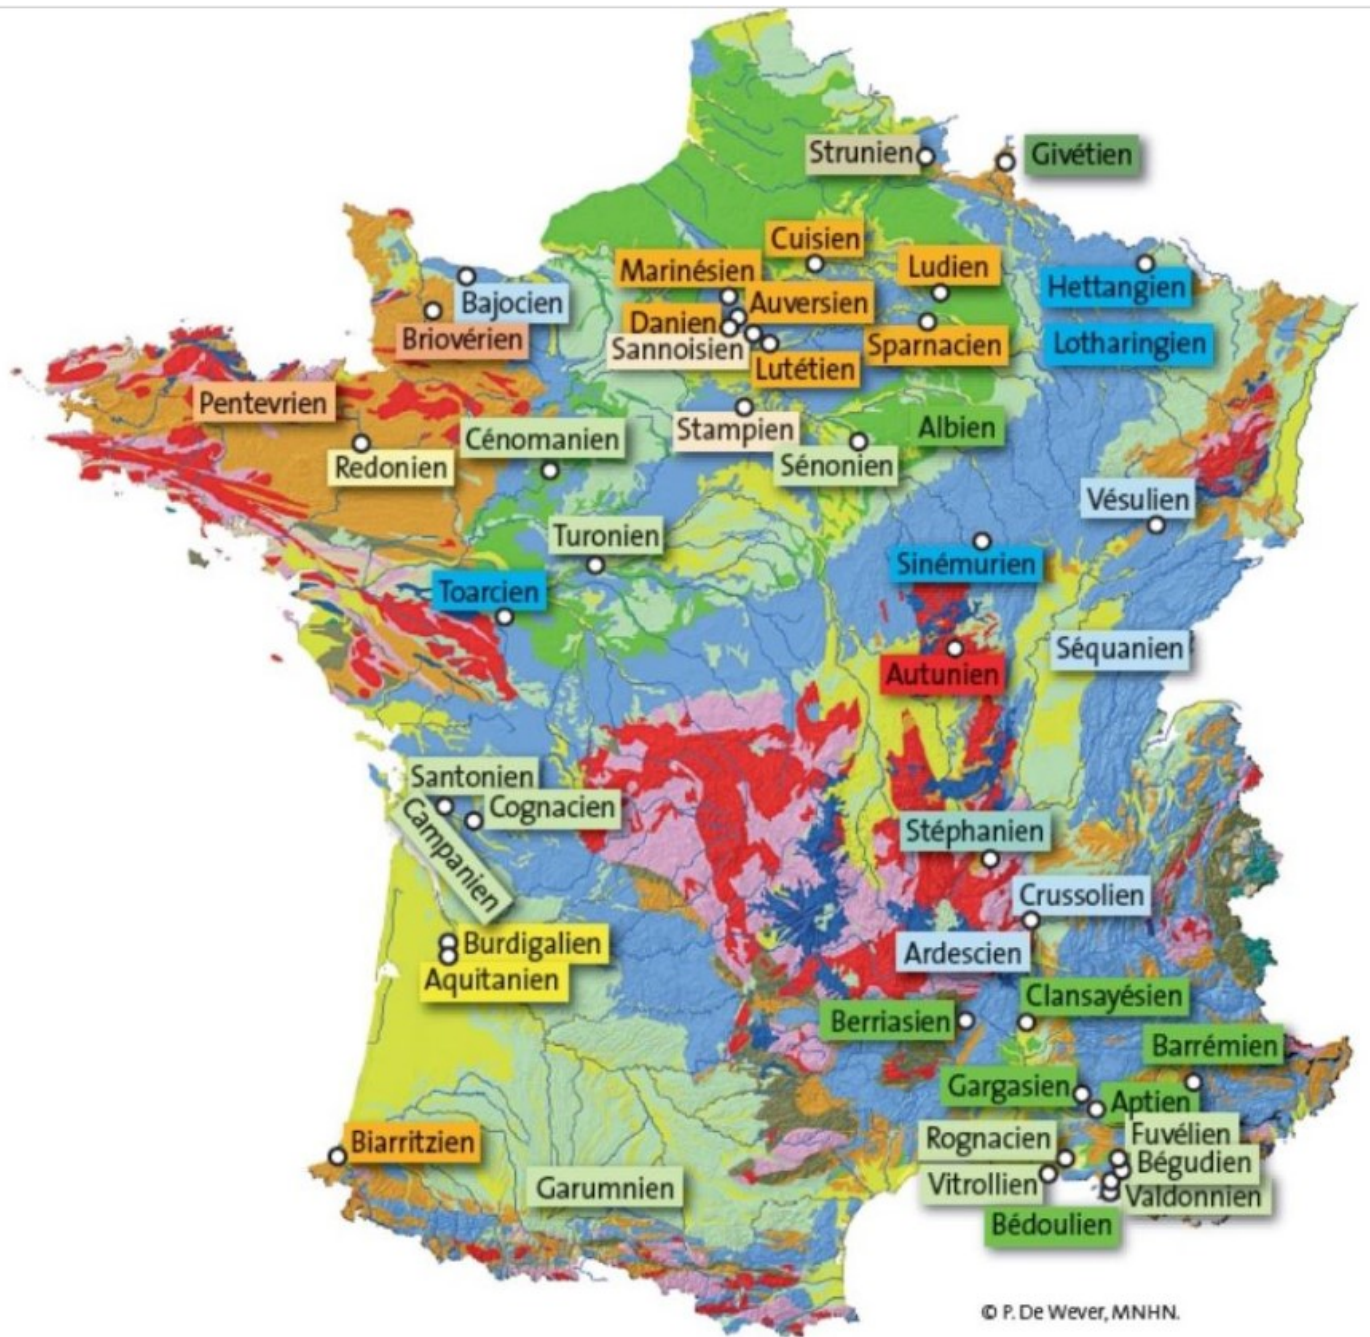 Strunien
Givétien
Cuisien
Marinésien
Ludien
Hettangien
Bajocien
Auversien
Danien
Briovérien
Sannoisien
Sparnacien
Lotharingien
Lutétien
Pentevrien
Stampien
Albien
Cénomanien
Redonien
Sénonien
Vésulien
Turonien
Sinémurien
Toarcien
Séquanien
Autunien
Santonien
Cognacien
Campanien
Stéphanien
Crussolien
Burdigalien
Ardescien
Aquitanien
Clansayésien
Berriasien
Barrémien
Gargasien
Aptien
Fuvélien
Rognacien
Biarritzien
Bégudien
Vitrollien
Garumnien
Valdonnien
Bédoulien
© P. De Wever, MNHN.